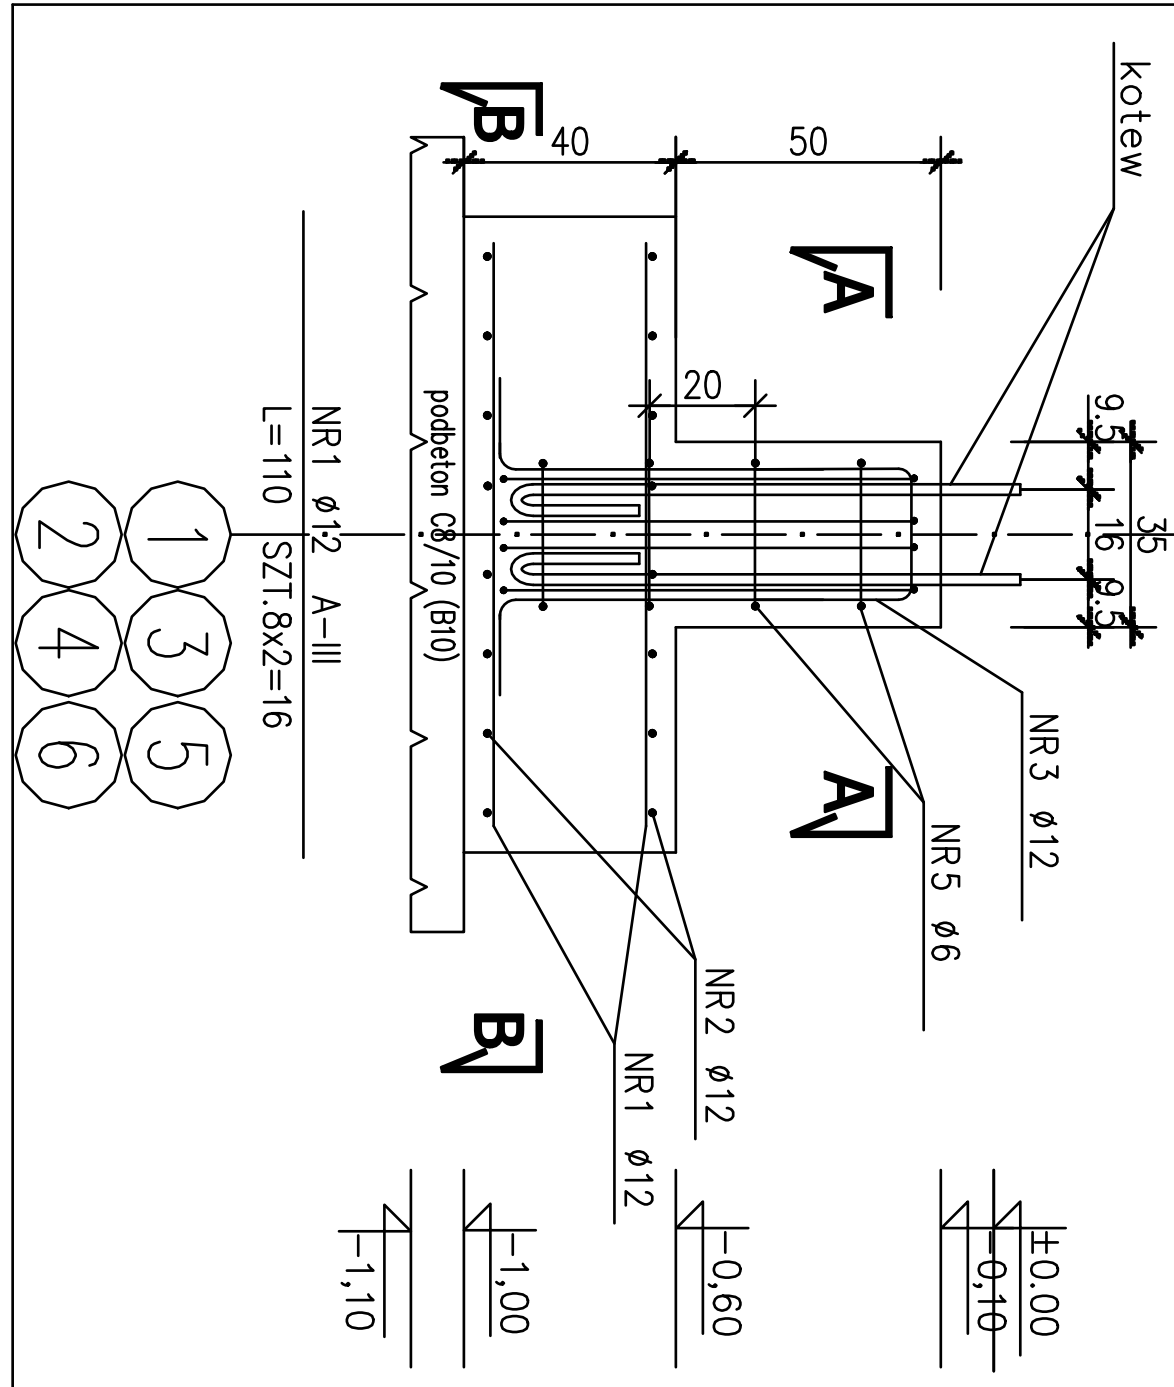 kotew
9.5
16
9.5
35
50
40
20
A
A
B
B
NR3 ø12
NR5 ø6
NR2 ø12
NR1 ø12
podbeton C8/10 (B10)
NR1 ø12 A-III
L=110 SZT.8x2=16
1
3
5
2
4
6
±0.00
-0,10
-0,60
-1,00
-1,10